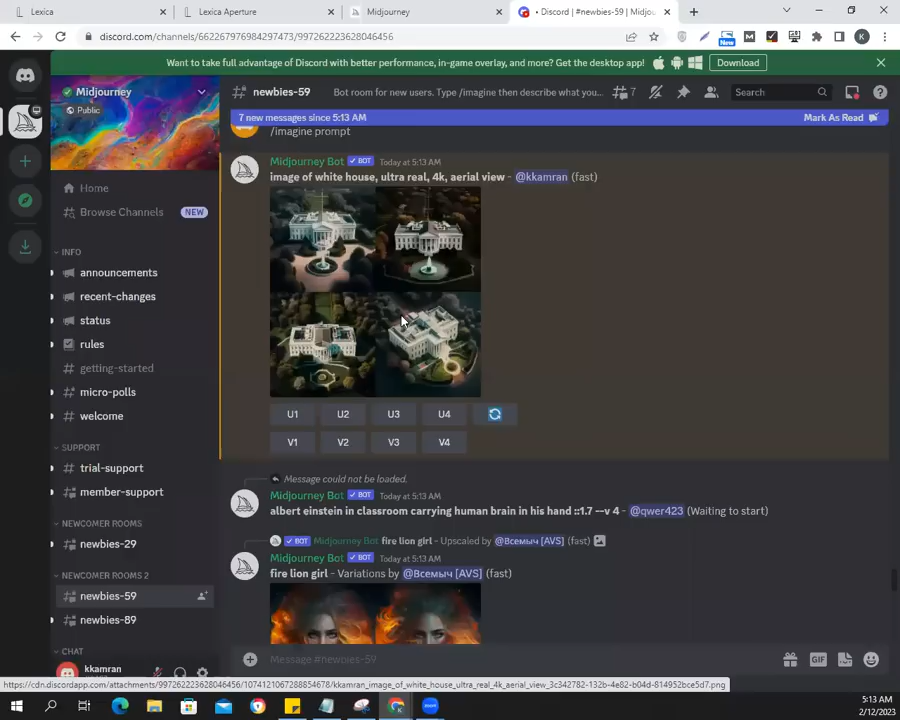 Lexica
Lexica Aperture
Midjourney
• Discord | #newbies-59 | Midjou
discord.com/channels/662267976984297473/997262223628046456
New
K
Want to take full advantage of Discord with better performance, in-game overlay, and more? Get the desktop app!
Download
Midjourney
Public
newbies-59
Bot room for new users. Type /imagine then describe what you...
7
Search
7 new messages since 5:13 AM
Mark As Read
/imagine prompt
Home
Browse Channels
NEW
INFO
announcements
recent-changes
status
rules
getting-started
micro-polls
welcome
SUPPORT
trial-support
member-support
NEWCOMER ROOMS
newbies-29
NEWCOMER ROOMS 2
newbies-59
newbies-89
CHAT
kkamran
Midjourney Bot BOT Today at 5:13 AM
image of white house, ultra real, 4k, aerial view - @kkamran (fast)
U1 U2 U3 U4
V1 V2 V3 V4
Message could not be loaded.
Midjourney Bot BOT Today at 5:13 AM
albert einstein in classroom carrying human brain in his hand ::1.7 --v 4 - @qwer423 (Waiting to start)
BOT Midjourney Bot fire lion girl - Upscaled by @Всемыч [AVS] (fast)
Midjourney Bot BOT Today at 5:13 AM
fire lion girl - Variations by @Всемыч [AVS] (fast)
Message #newbies-59
GIF
https://cdn.discordapp.com/attachments/997262223628046456/1074121067288854678/kkamran_image_of_white_house_ultra_real_4k_aerial_view_3c342782-132b-4e82-b04d-814952bce5d7.png
5:13 AM
2/12/2023